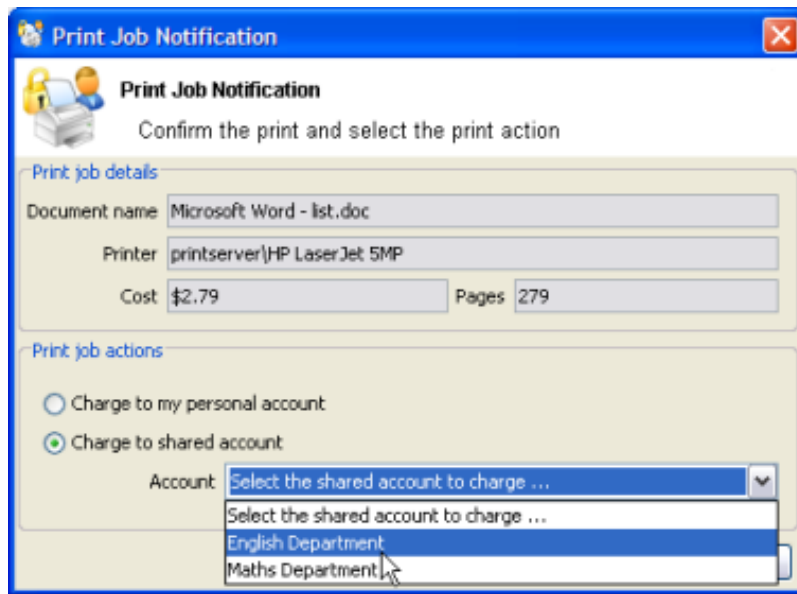 Print Job Notification
Print Job Notification
Confirm the print and select the print action
Print job details
Document name Microsoft Word - list.doc
Printer printserver\HP LaserJet 5MP
Cost $2.79 Pages 279
Print job actions
Charge to my personal account
Charge to shared account
Account Select the shared account to charge ...
Select the shared account to charge ...
English Department
Maths Department